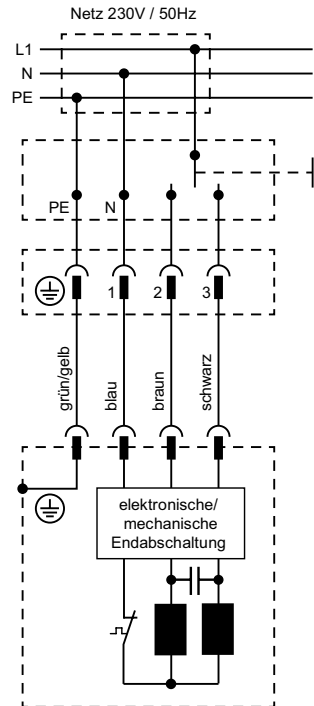 Netz 230V / 50Hz
L1
N
PE
PE N
1 2 3
grün/gelb
blau
braun
schwarz
elektronische/
mechanische
Endabschaltung